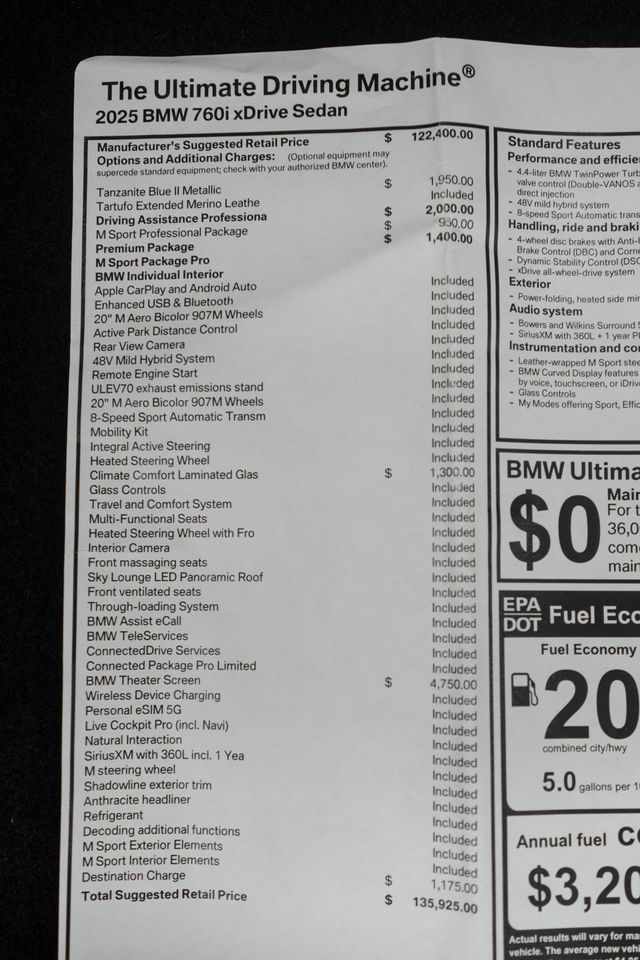 The Ultimate Driving Machine®
2025 BMW 760i xDrive Sedan
Manufacturer's Suggested Retail Price $ 122,400.00
Options and Additional Charges: (Optional equipment may
supercede standard equipment; check with your authorized BMW center).
Tanzanite Blue II Metallic $ 1,950.00
Tartufo Extended Merino Leathe Included
Driving Assistance Professiona $ 2,000.00
M Sport Professional Package $ 950.00
Premium Package $ 1,400.00
M Sport Package Pro
BMW Individual Interior
Apple CarPlay and Android Auto Included
Enhanced USB & Bluetooth Included
20" M Aero Bicolor 907M Wheels Included
Active Park Distance Control Included
Rear View Camera Included
48V Mild Hybrid System Included
Remote Engine Start Included
ULEV70 exhaust emissions stand Included
20" M Aero Bicolor 907M Wheels Included
8-Speed Sport Automatic Transm Included
Mobility Kit Included
Integral Active Steering Included
Heated Steering Wheel Included
Climate Comfort Laminated Glas $ 1,300.00
Glass Controls Included
Travel and Comfort System Included
Multi-Functional Seats Included
Heated Steering Wheel with Fro Included
Interior Camera Included
Front massaging seats Included
Sky Lounge LED Panoramic Roof Included
Front ventilated seats Included
Through-loading System Included
BMW Assist eCall Included
BMW TeleServices Included
ConnectedDrive Services Included
Connected Package Pro Limited Included
BMW Theater Screen $ 4,750.00
Wireless Device Charging Included
Personal eSIM 5G Included
Live Cockpit Pro (incl. Navi) Included
Natural Interaction Included
SiriusXM with 360L incl. 1 Yea Included
M steering wheel Included
Shadowline exterior trim Included
Anthracite headliner Included
Refrigerant Included
Decoding additional functions Included
M Sport Exterior Elements Included
M Sport Interior Elements Included
Destination Charge $ 1,175.00
Total Suggested Retail Price $ 135,925.00
Standard Features
Performance and efficie
- 4.4-liter BMW TwinPower Turb
valve control (Double-VANOS a
direct injection
- 48V mild hybrid system
- 8-speed Sport Automatic trans
Handling, ride and braki
- 4-wheel disc brakes with Anti-l
Brake Control (DBC) and Corne
- Dynamic Stability Control (DSC
- xDrive all-wheel-drive system
Exterior
- Power-folding, heated side mir
Audio system
- Bowers and Wilkins Surround S
- SiriusXM with 360L + 1 year Pl
Instrumentation and co
- Leather-wrapped M Sport stee
- BMW Curved Display features
by voice, touchscreen, or iDrive
- Glass Controls
- My Modes offering Sport, Effic
BMW Ultima
$0
Main
For t
36,0
com
main
EPA
DOT
Fuel Eco
Fuel Economy
20
combined city/hwy
5.0 gallons per 1
Annual fuel co
$3,20
Actual results will vary for ma
vehicle. The average new vehi